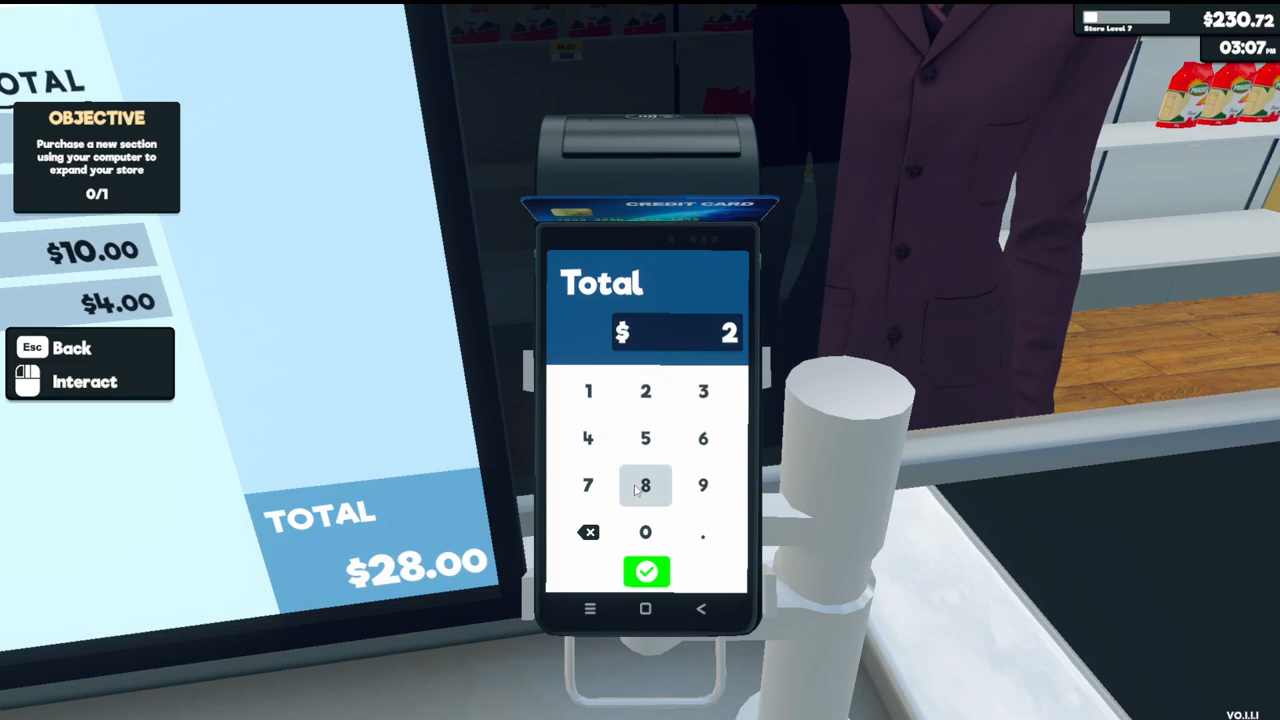 OTAL
OBJECTIVE
Purchase a new section
using your computer to
expand your store
0/1
$10.00
$4.00
Esc Back
Interact
TOTAL
$28.00
CREDIT CARD
Total
$ 2
1 2 3
4 5 6
7 8 9
0 .
$230.72
Store Level 7
03:07PM
V0.1.1.1